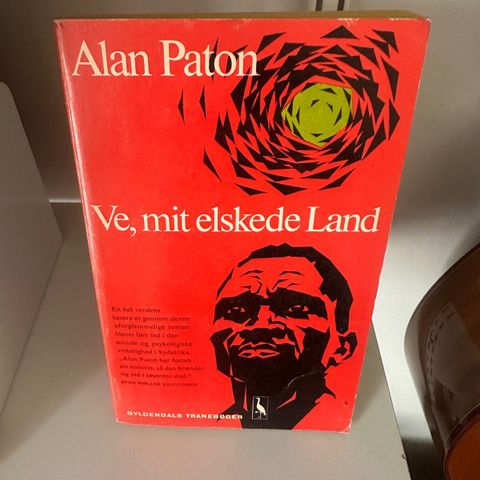 Alan Paton
Ve, mit elskede Land
En hel verdens
læsere er gennem denne
uforglemmelige roman
blevet ført ind i den
sociale og psykologiske
virkelighed i Sydafrika.
„Alan Paton har fortalt
sin historie, så den brænder
sig ind i læserens sind.”
SVEN MØLLER KRISTENSEN
GYLDENDALS TRANEBØGER